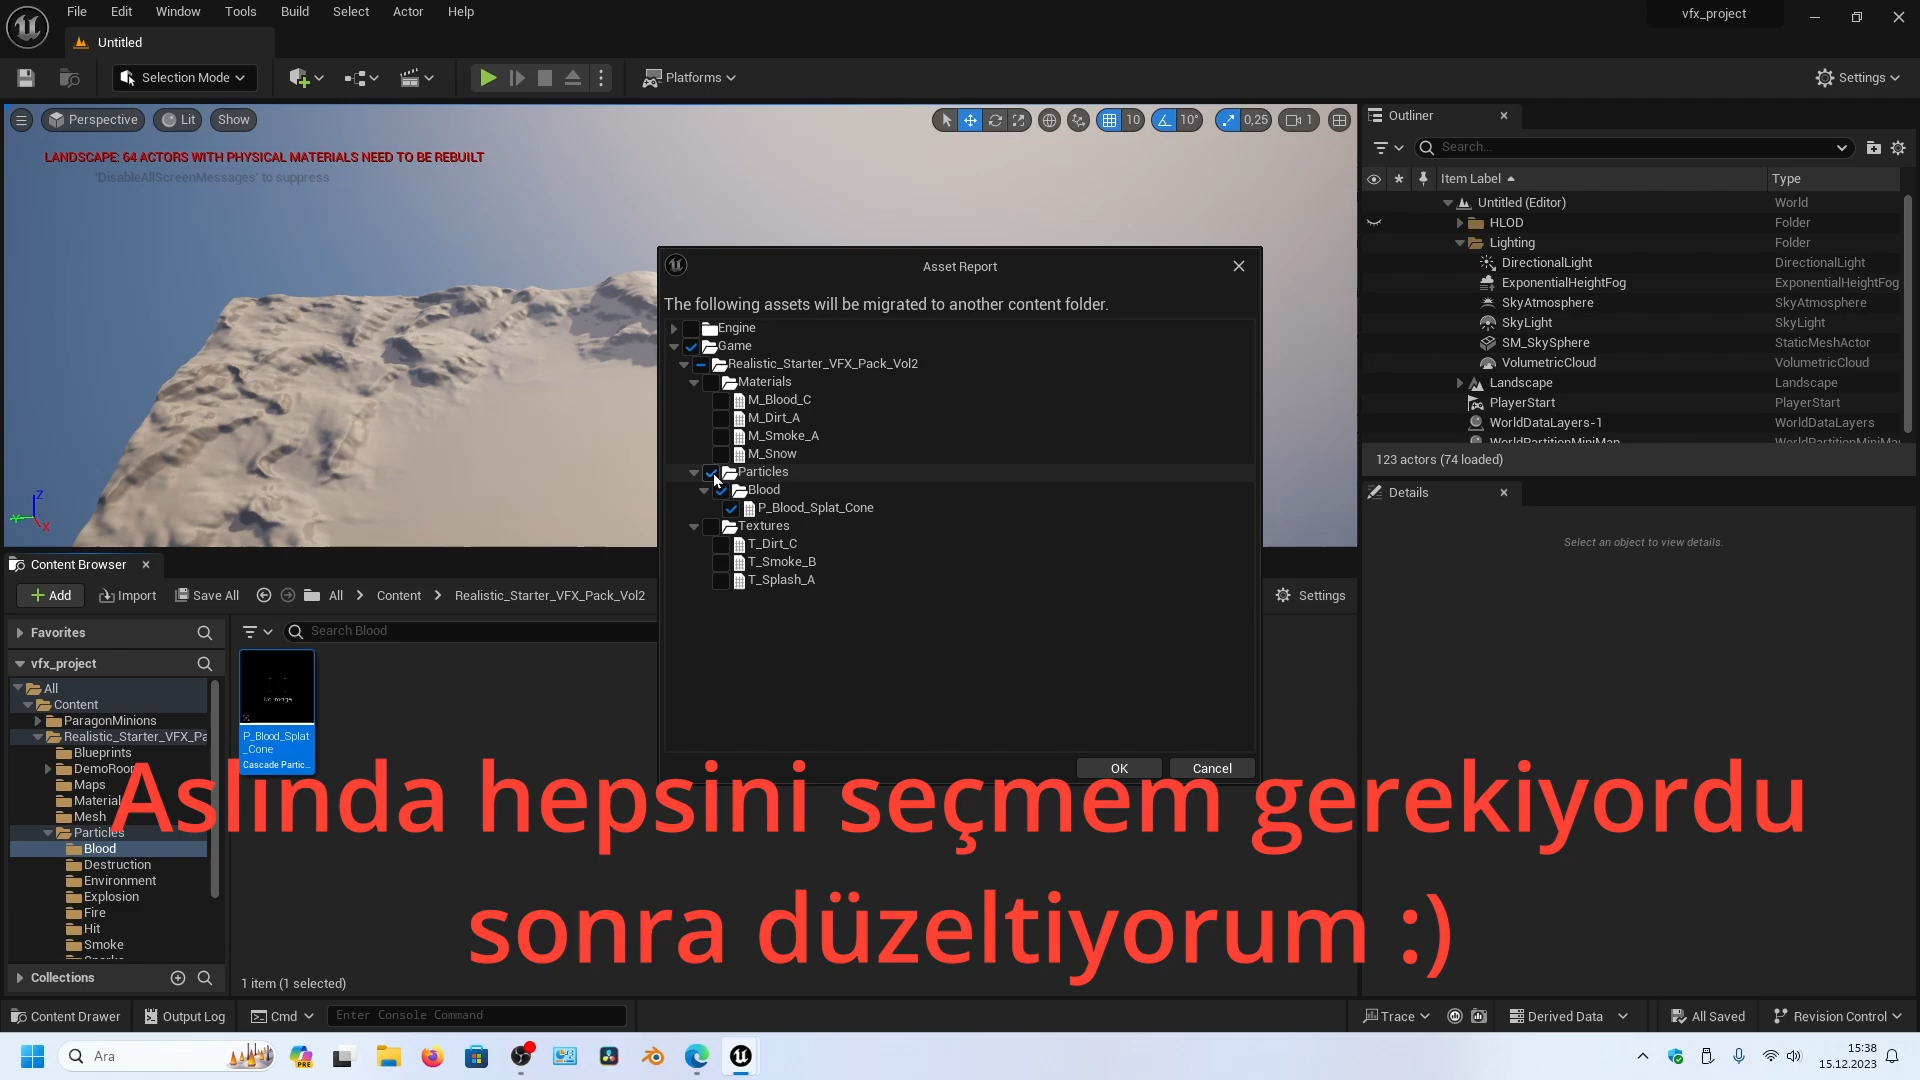 File Edit Window Tools Build Select Actor Help
vfx_project
Untitled
Selection Mode
Platforms
Settings
Perspective
Lit
Show
10
10°
0,25
1
LANDSCAPE: 64 ACTORS WITH PHYSICAL MATERIALS NEED TO BE REBUILT
'DisableAllScreenMessages' to suppress
Outliner
Search...
Item Label
Type
Untitled (Editor) World
HLOD Folder
Lighting Folder
DirectionalLight DirectionalLight
ExponentialHeightFog ExponentialHeightFog
SkyAtmosphere SkyAtmosphere
SkyLight SkyLight
SM_SkySphere StaticMeshActor
VolumetricCloud VolumetricCloud
Landscape Landscape
PlayerStart PlayerStart
WorldDataLayers-1 WorldDataLayers
123 actors (74 loaded)
Details
Select an object to view details.
Asset Report
The following assets will be migrated to another content folder.
Engine
Game
Realistic_Starter_VFX_Pack_Vol2
Materials
M_Blood_C
M_Dirt_A
M_Smoke_A
M_Snow
Particles
Blood
P_Blood_Splat_Cone
Textures
T_Dirt_C
T_Smoke_B
T_Splash_A
OK
Cancel
Content Browser
Add
Import
Save All
All
Content
Realistic_Starter_VFX_Pack_Vol2
Settings
Favorites
Search Blood
vfx_project
All
Content
ParagonMinions
Realistic_Starter_VFX_Pa
Blueprints
DemoRoo
Maps
Material
Mesh
Particles
Blood
Destruction
Environment
Explosion
Fire
Hit
Smoke
Collections
No Image
P_Blood_Splat
_Cone
Cascade Partic...
1 item (1 selected)
Aslında hepsini seçmem gerekiyordu
sonra düzeltiyorum :)
Content Drawer
Output Log
Cmd
Enter Console Command
Trace
Derived Data
All Saved
Revision Control
Ara
PRE
15:38
15.12.2023